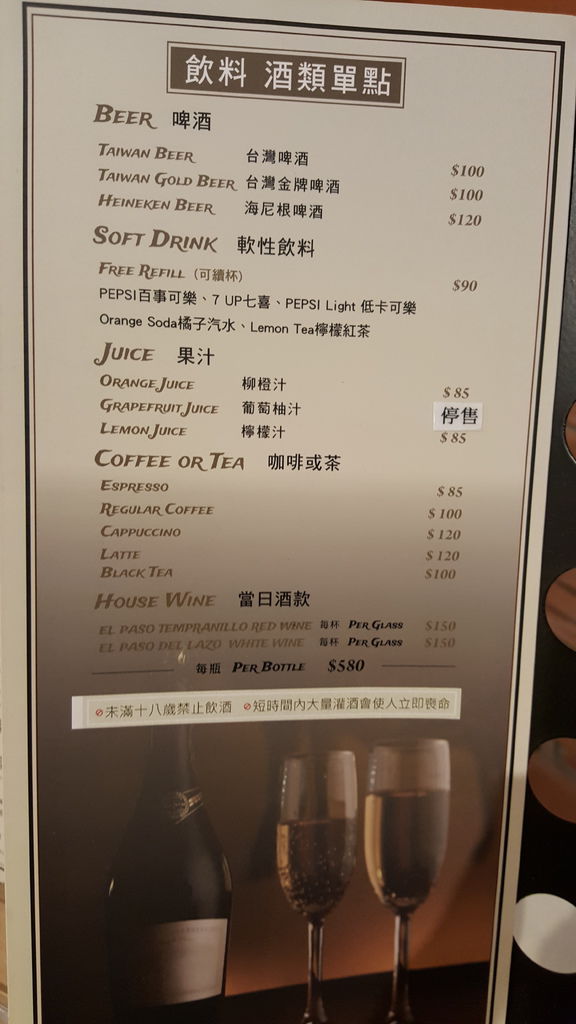 飲料 酒類單點
BEER 啤酒
TAIWAN BEER 台灣啤酒 $100
TAIWAN GOLD BEER 台灣金牌啤酒 $100
HEINEKEN BEER 海尼根啤酒 $120
SOFT DRINK 軟性飲料
FREE REFILL (可續杯) $90
PEPSI百事可樂、7 UP七喜、PEPSI Light 低卡可樂
Orange Soda橘子汽水、Lemon Tea檸檬紅茶
JUICE 果汁
ORANGE JUICE 柳橙汁 $85
GRAPEFRUIT JUICE 葡萄柚汁 停售
LEMON JUICE 檸檬汁 $85
COFFEE OR TEA 咖啡或茶
ESPRESSO $85
REGULAR COFFEE $100
CAPPUCCINO $120
LATTE $120
BLACK TEA $100
HOUSE WINE 當日酒款
EL PASO TEMPRANILLO RED WINE 每杯 PER GLASS $150
EL PASO DEL LAZO WHITE WINE 每杯 PER GLASS $150
每瓶 PER BOTTLE $580
未滿十八歲禁止飲酒 短時間內大量灌酒會使人立即喪命